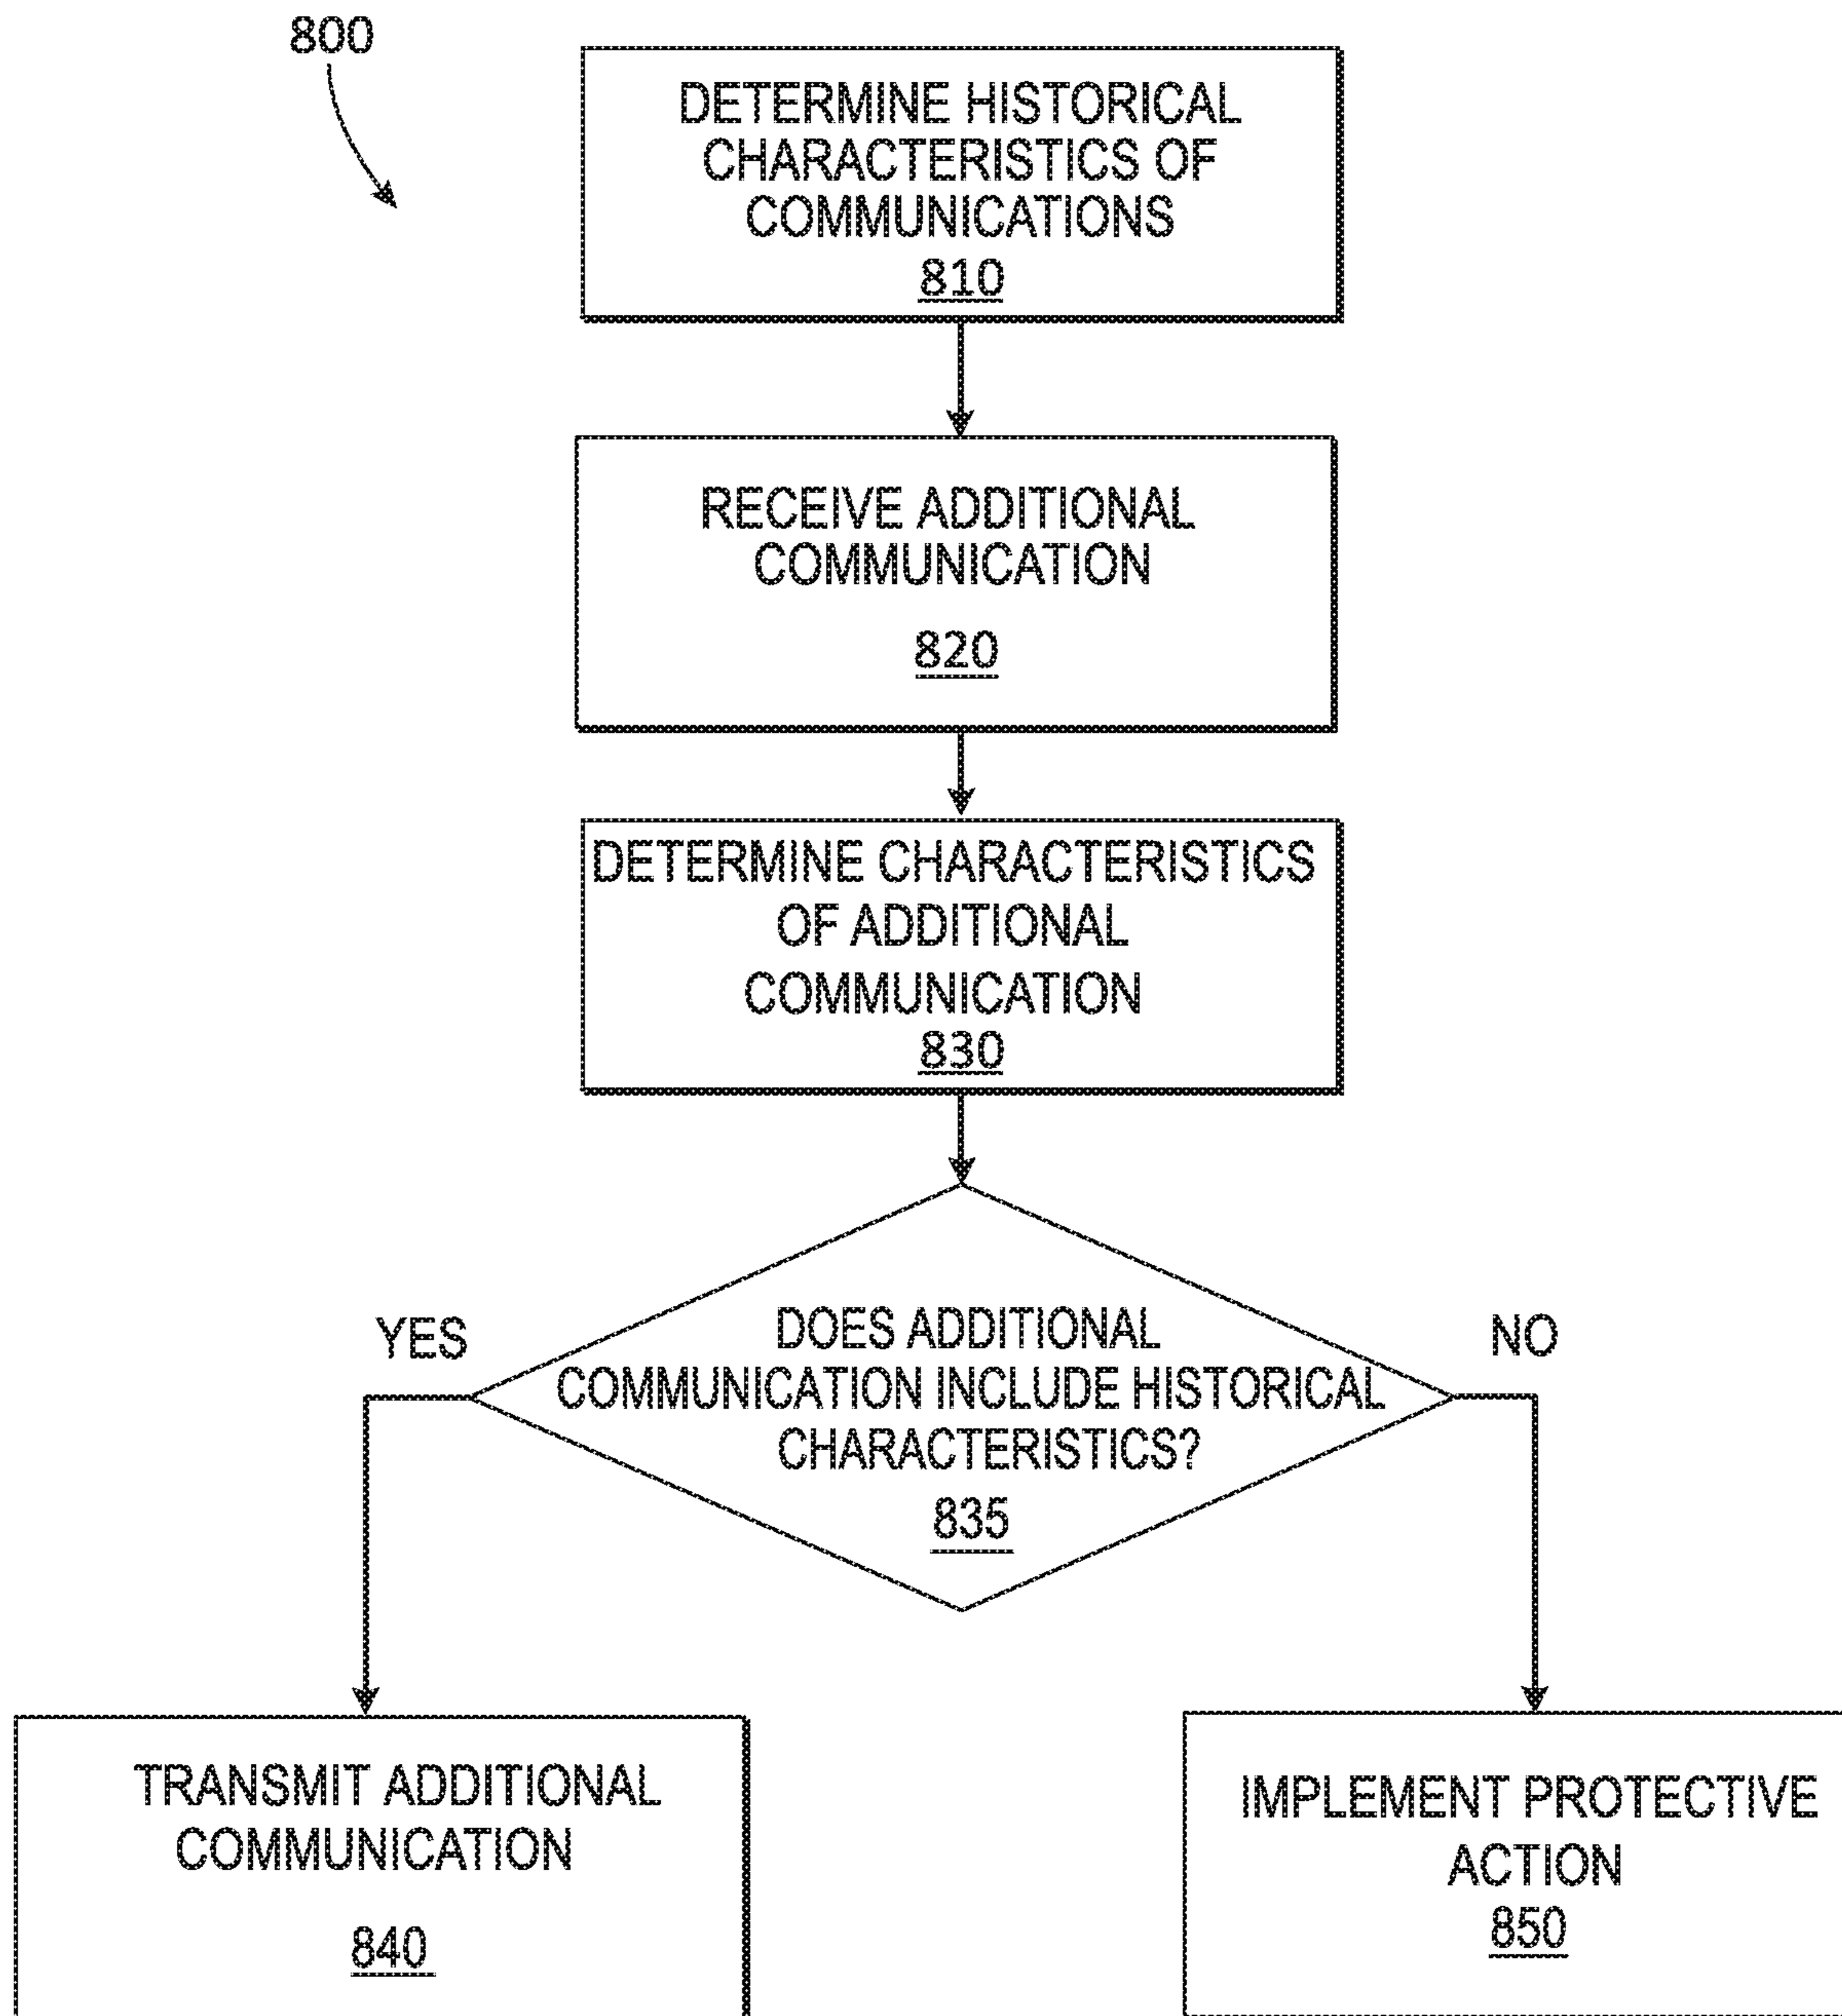 800
DETERMINE HISTORICAL
CHARACTERISTICS OF
COMMUNICATIONS
810
RECEIVE ADDITIONAL
COMMUNICATION
820
DETERMINE CHARACTERISTICS
OF ADDITIONAL
COMMUNICATION
830
YES
NO
DOES ADDITIONAL
COMMUNICATION INCLUDE HISTORICAL
CHARACTERISTICS?
835
TRANSMIT ADDITIONAL
COMMUNICATION
840
IMPLEMENT PROTECTIVE
ACTION
850